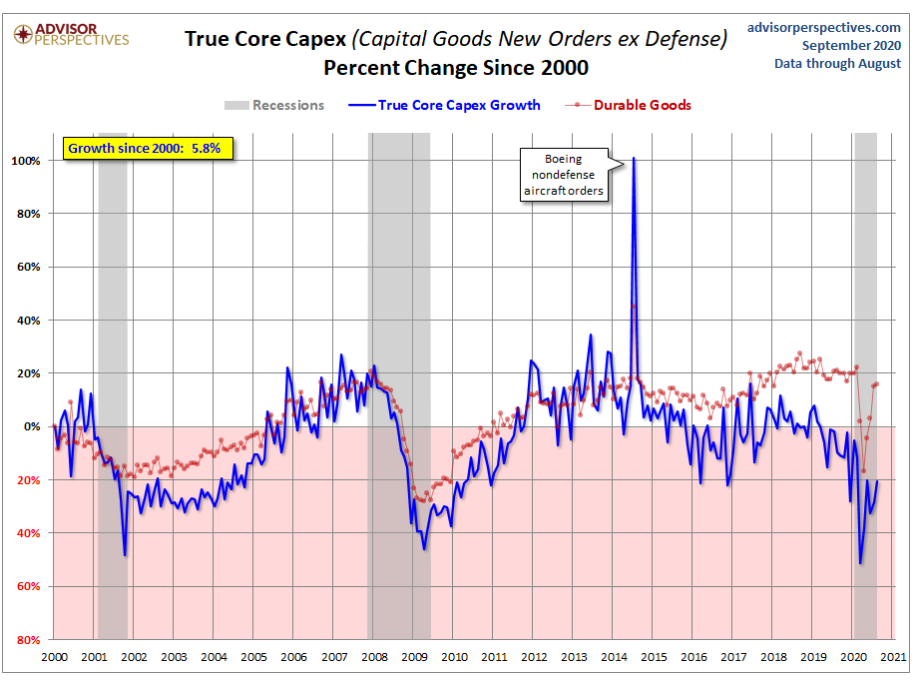 ADVISOR
PERSPECTIVES
True Core Capex (Capital Goods New Orders ex Defense)
Percent Change Since 2000
advisorperspectives.com
September 2020
Data through August
Recessions True Core Capex Growth Durable Goods
Growth since 2000: 5.8%
Boeing
nondefense
aircraft orders
100%
80%
60%
40%
20%
0%
20%
40%
60%
80%
2000 2001 2002 2003 2004 2005 2006 2007 2008 2009 2010 2011 2012 2013 2014 2015 2016 2017 2018 2019 2020 2021